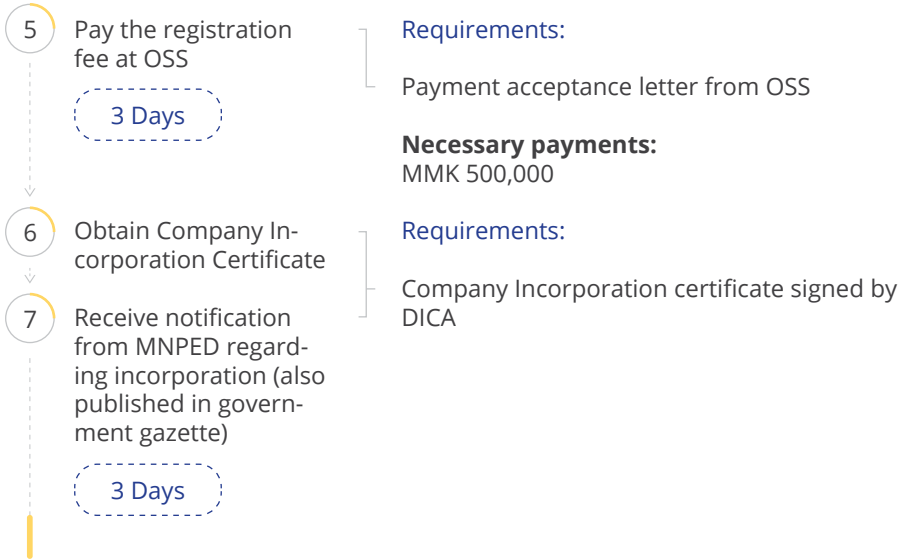 5
Pay the registration
fee at OSS
3 Days
Requirements:
Payment acceptance letter from OSS
Necessary payments:
MMK 500,000
6
Obtain Company In-
corporation Certificate
7
Receive notification
from MNPED regard-
ing incorporation (also
published in govern-
ment gazette)
3 Days
Requirements:
Company Incorporation certificate signed by
DICA